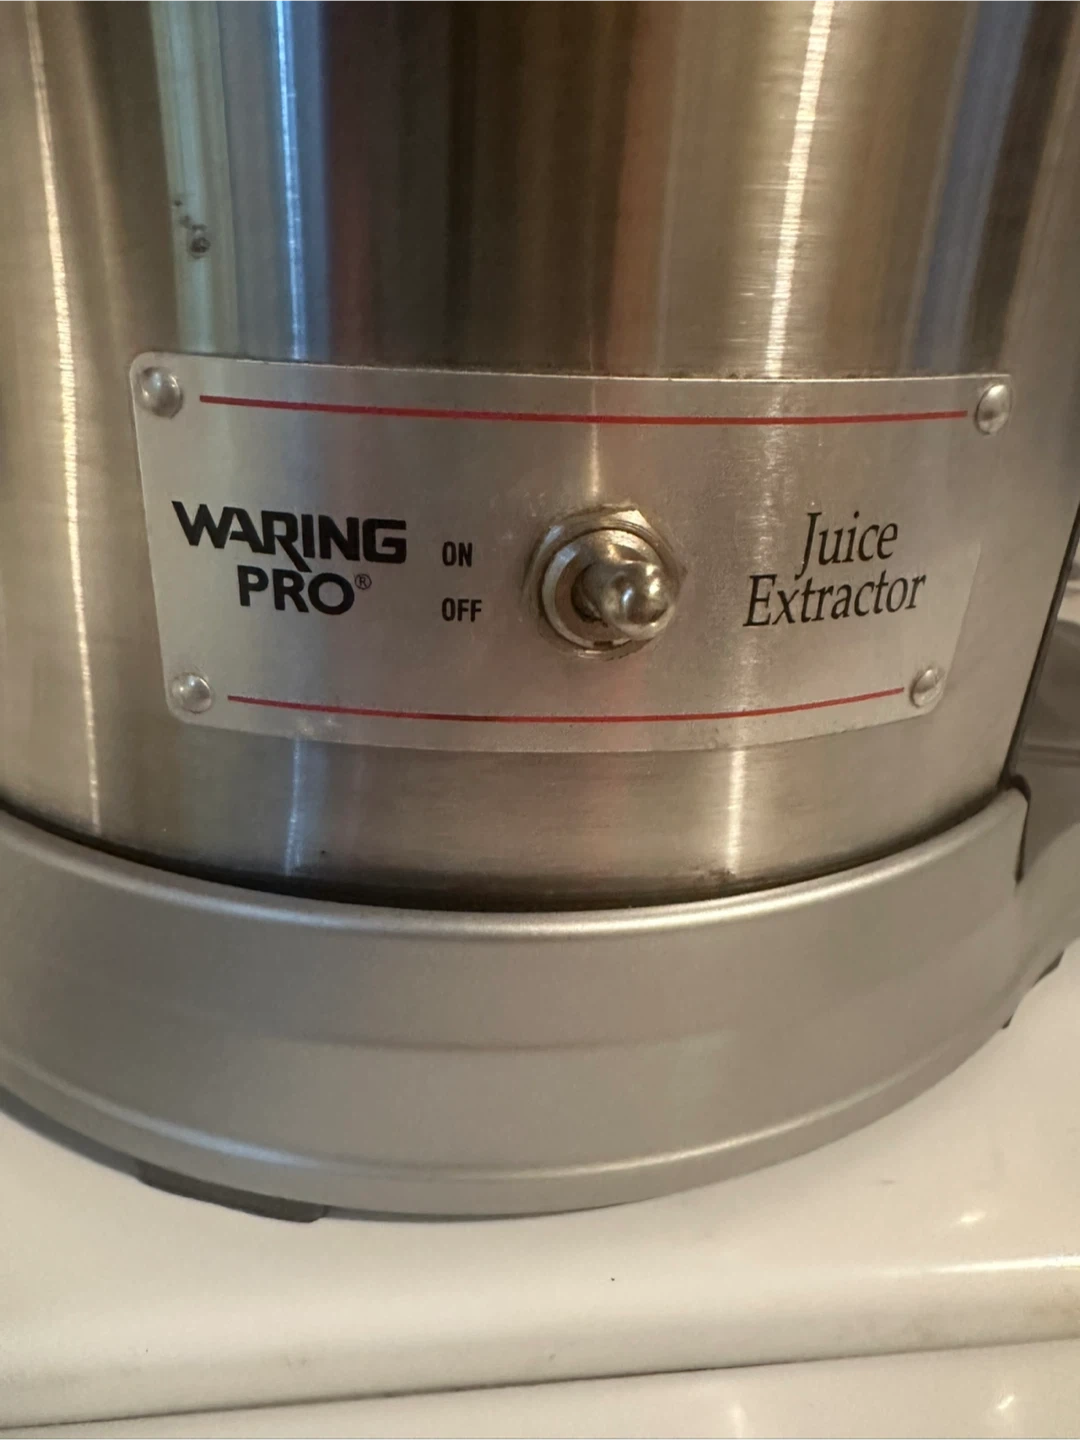 WARING
PRO®
ON
OFF
Juice
Extractor